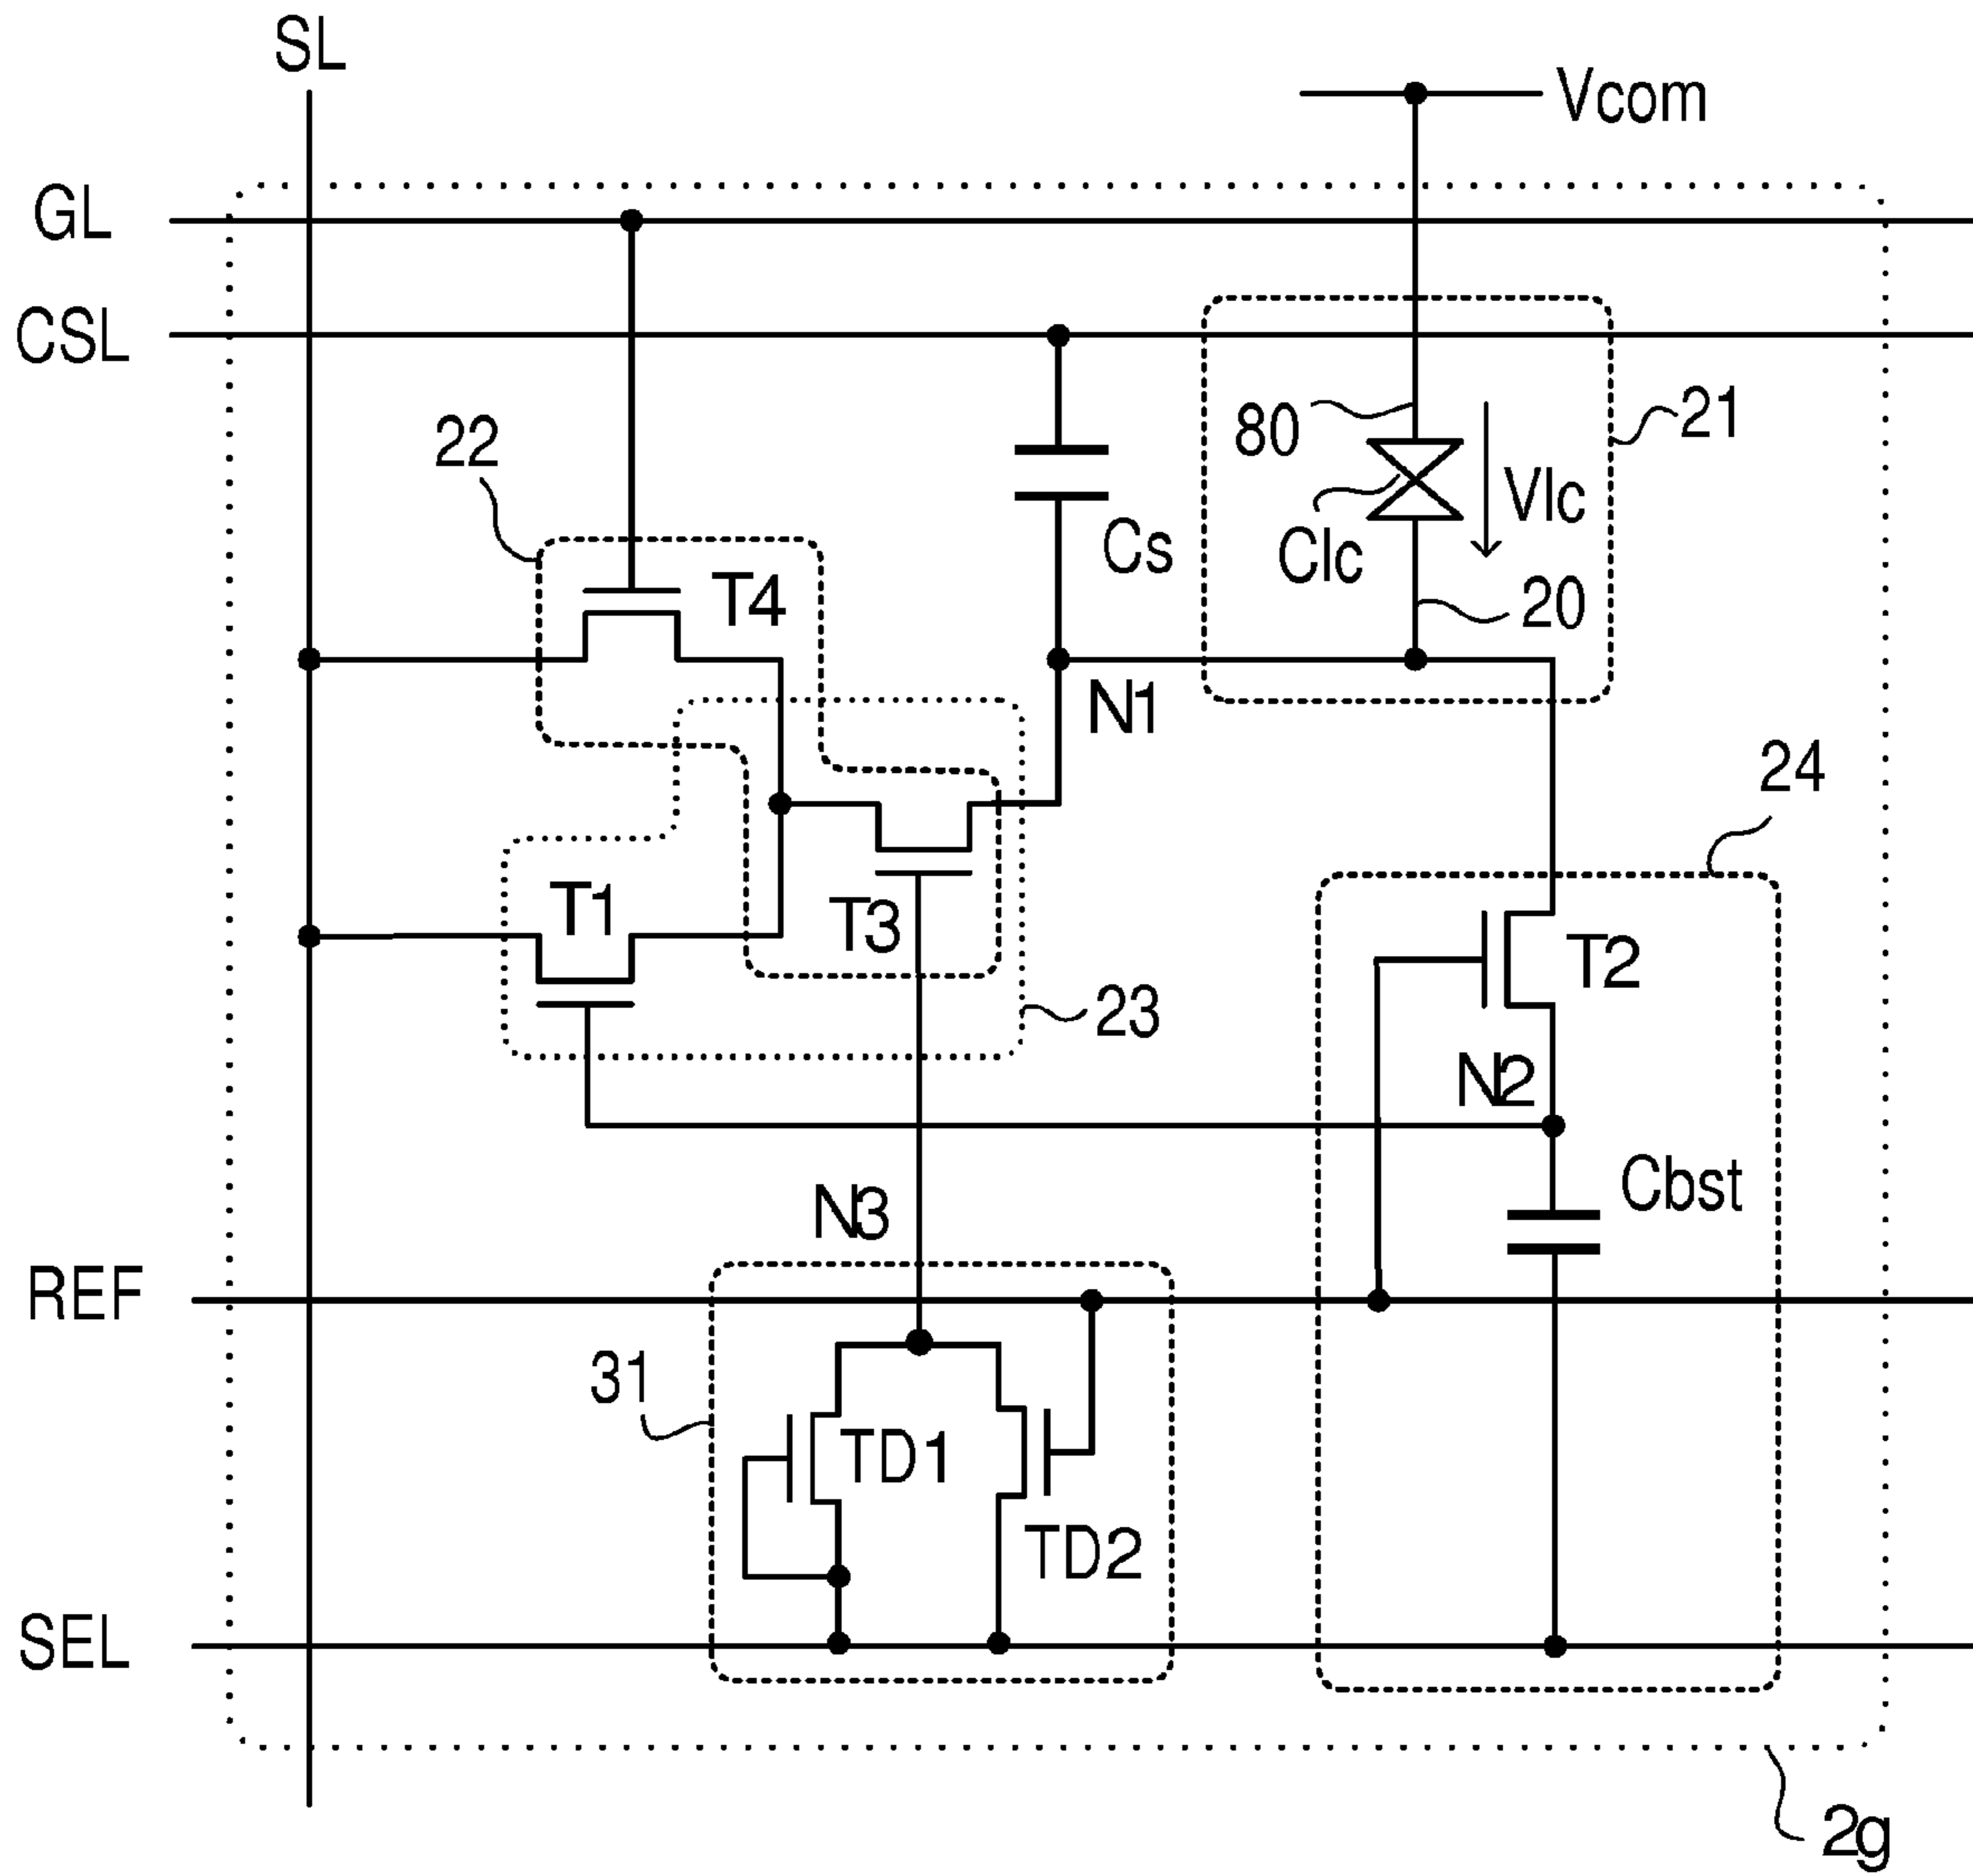 SL
Vcom
GL
CSL
22
80
21
Vlc
Cs
Clc
T4
20
N1
24
T1
T3
T2
23
N2
Cbst
N3
REF
31
TD1
TD2
SEL
2g